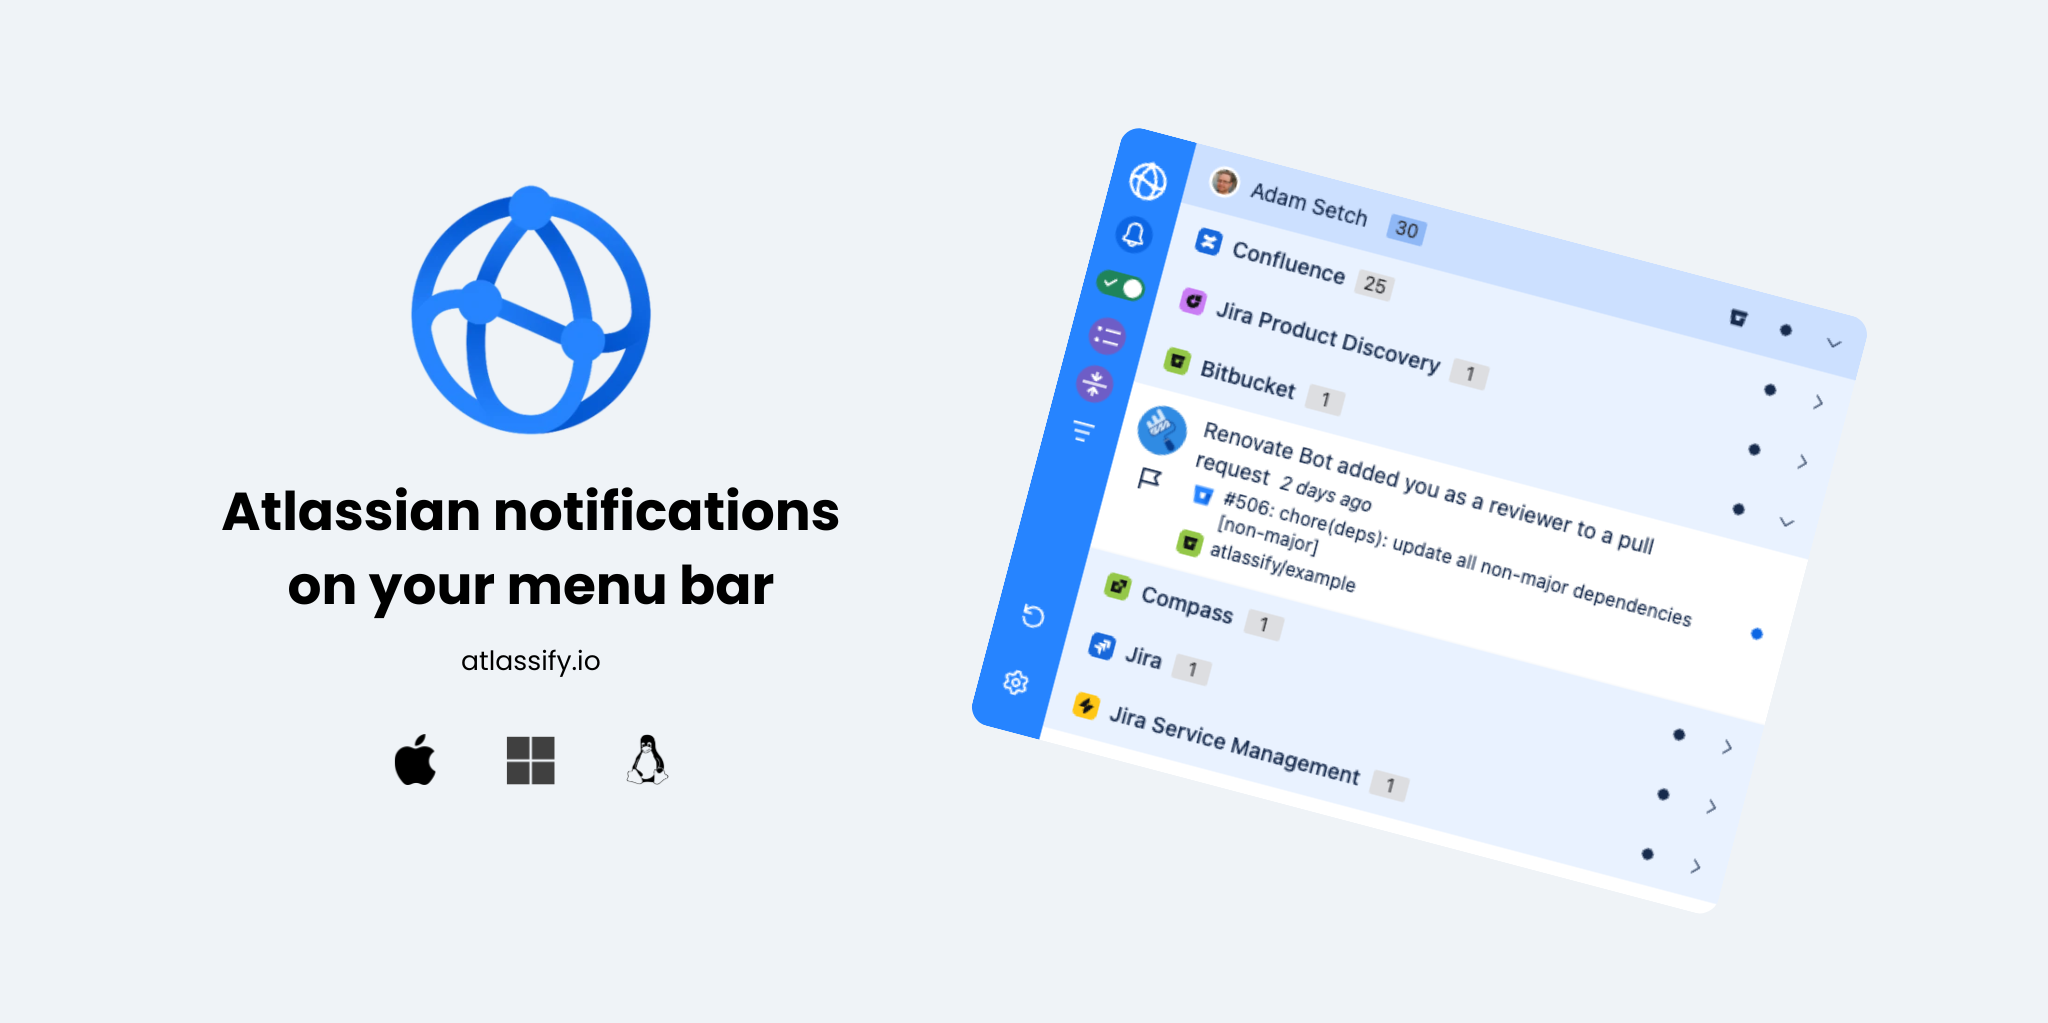 Atlassian notifications
on your menu bar
atlassify.io
Adam Setch 30
Confluence 25
Jira Product Discovery 1
Bitbucket 1
Renovate Bot added you as a reviewer to a pull
request 2 days ago
#506: chore(deps): update all non-major dependencies
[non-major]
atlassify/example
Compass 1
Jira 1
Jira Service Management 1